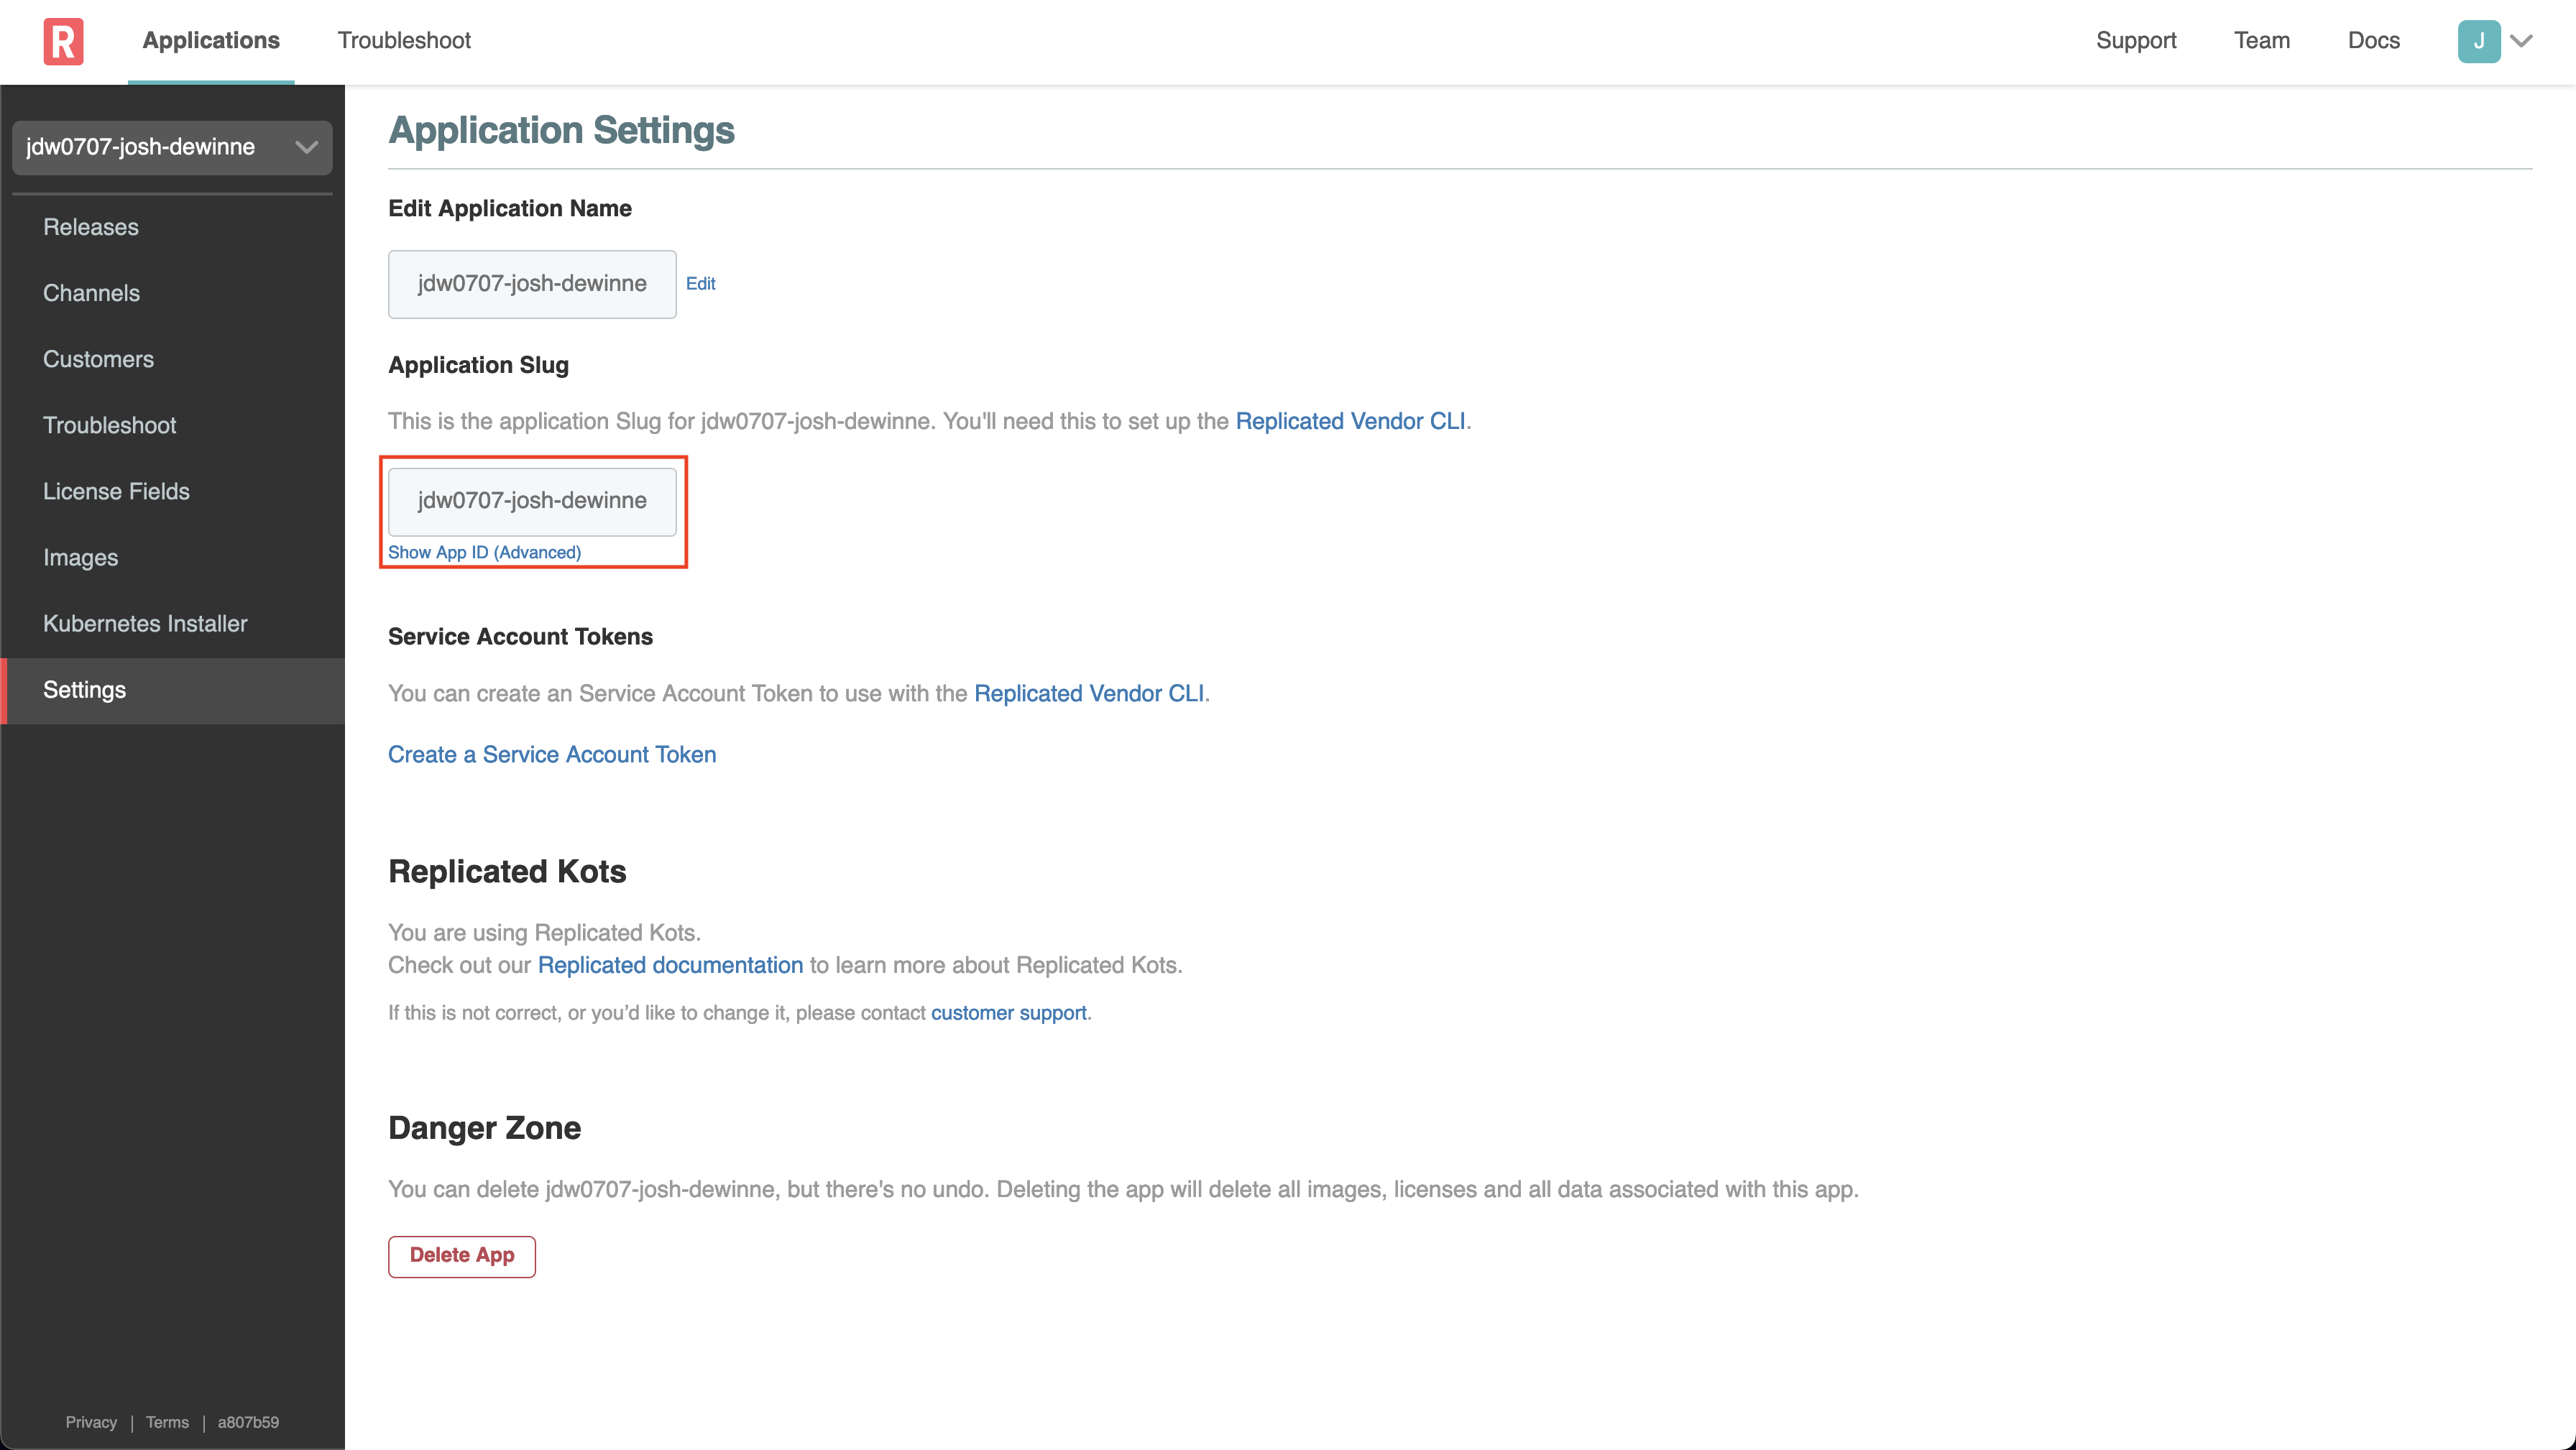 R
Applications
Troubleshoot
Support
Team
Docs
J
jdw0707-josh-dewinne
Releases
Channels
Customers
Troubleshoot
License Fields
Images
Kubernetes Installer
Settings
Privacy | Terms | a807b59
Application Settings
Edit Application Name
jdw0707-josh-dewinne Edit
Application Slug
This is the application Slug for jdw0707-josh-dewinne. You'll need this to set up the Replicated Vendor CLI.
jdw0707-josh-dewinne
Show App ID (Advanced)
Service Account Tokens
You can create an Service Account Token to use with the Replicated Vendor CLI.
Create a Service Account Token
Replicated Kots
You are using Replicated Kots.
Check out our Replicated documentation to learn more about Replicated Kots.
If this is not correct, or you’d like to change it, please contact customer support.
Danger Zone
You can delete jdw0707-josh-dewinne, but there's no undo. Deleting the app will delete all images, licenses and all data associated with this app.
Delete App